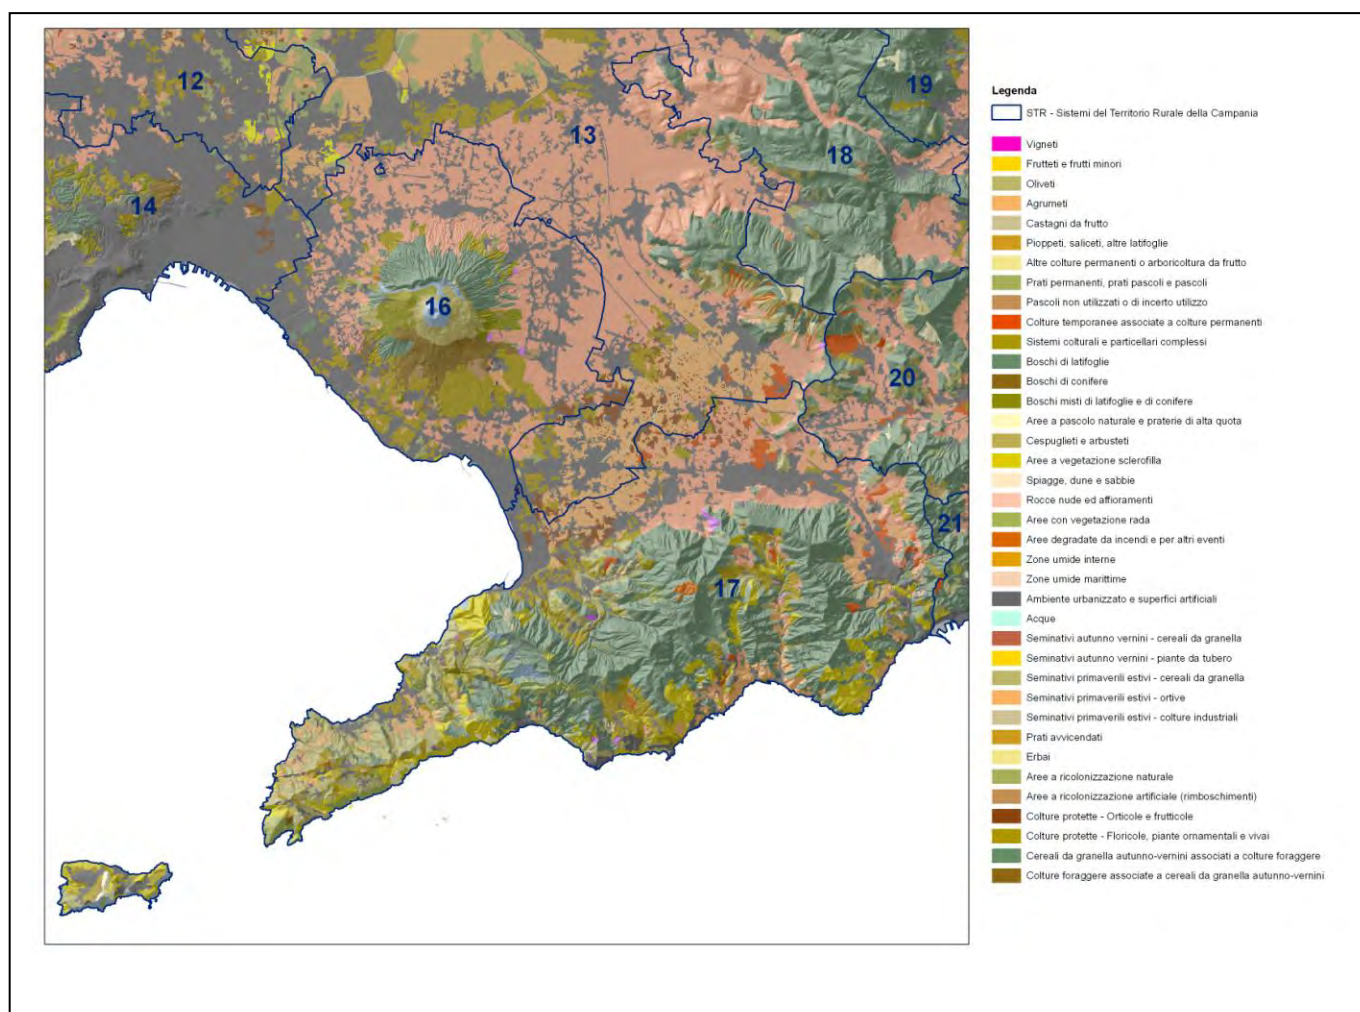 12
13
19
18
14
16
20
21
17
Legenda
STR - Sistemi del Territorio Rurale della Campania
Vigneti
Frutteti e frutti minori
Oliveti
Agrumeti
Castagni da frutto
Pioppeti, saliceti, altre latifoglie
Altre colture permanenti o arboricoltura da frutto
Prati permanenti, prati pascoli e pascoli
Pascoli non utilizzati o di incerto utilizzo
Colture temporanee associate a colture permanenti
Sistemi colturali e particellari complessi
Boschi di latifoglie
Boschi di conifere
Boschi misti di latifoglie e di conifere
Aree a pascolo naturale e praterie di alta quota
Cespuglieti e arbusteti
Aree a vegetazione sclerofilla
Spiagge, dune e sabbie
Rocce nude ed affioramenti
Aree con vegetazione rada
Aree degradate da incendi e per altri eventi
Zone umide interne
Zone umide marittime
Ambiente urbanizzato e superfici artificiali
Acque
Seminativi autunno vernini - cereali da granella
Seminativi autunno vernini - piante da tubero
Seminativi primaverili estivi - cereali da granella
Seminativi primaverili estivi - ortive
Seminativi primaverili estivi - colture industriali
Prati avvicendati
Erbai
Aree a ricolonizzazione naturale
Aree a ricolonizzazione artificiale (rimboschimenti)
Colture protette - Orticole e frutticole
Colture protette - Floricole, piante ornamentali e vivai
Cereali da granella autunno-vernini associati a colture foraggere
Colture foraggere associate a cereali da granella autunno-vernini